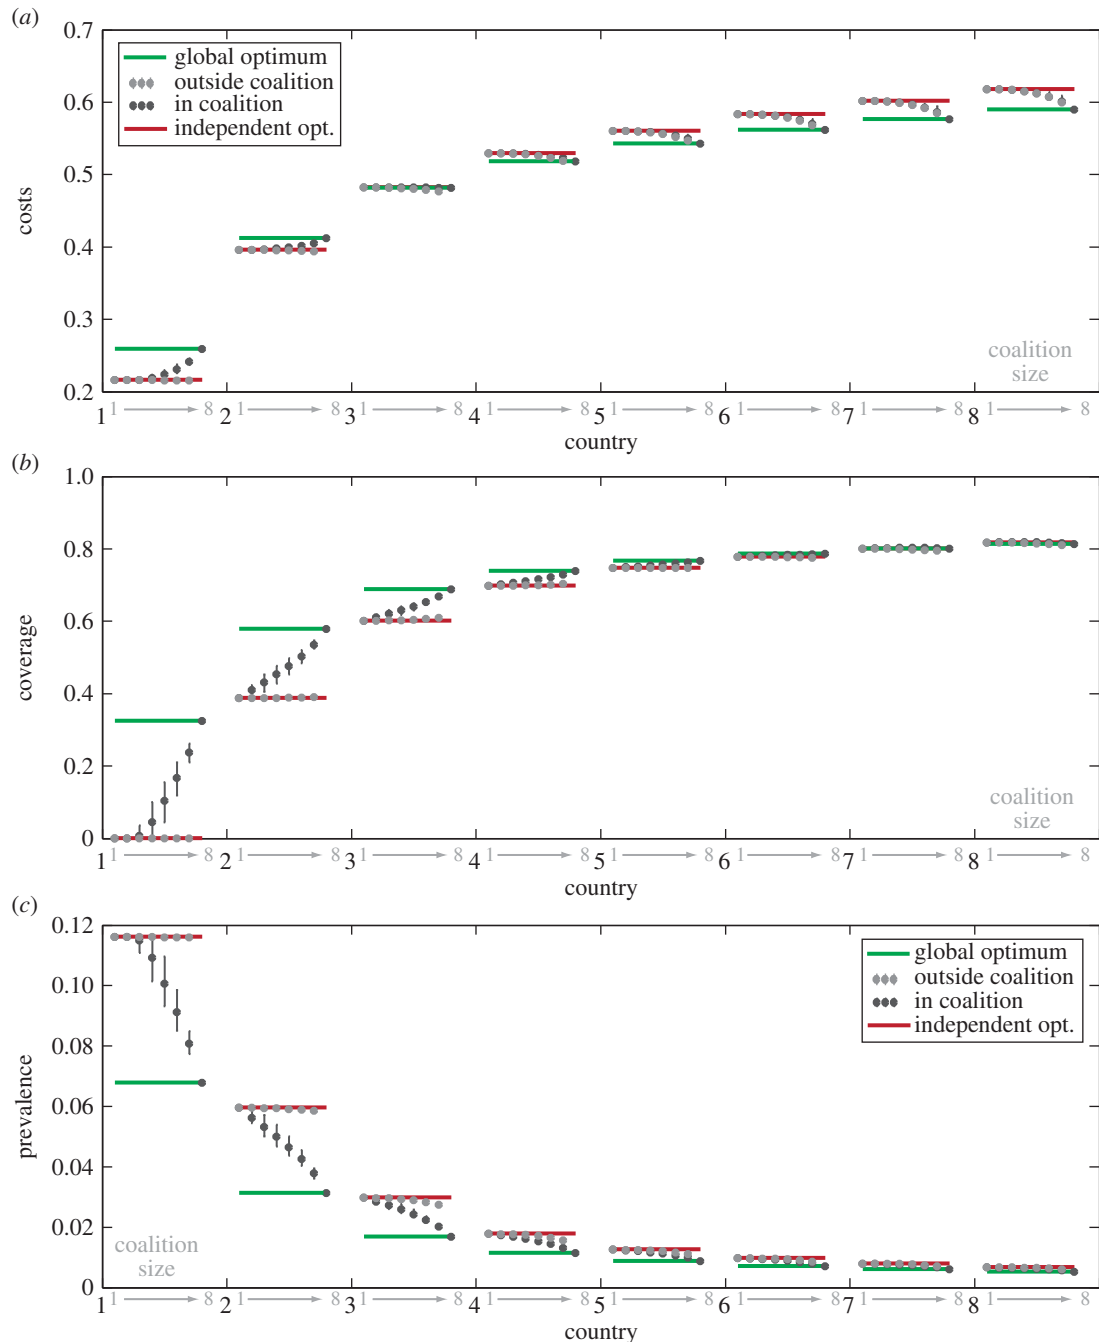 (a)
0.7
0.6
0.5
0.4
0.3
0.2
costs
global optimum
outside coalition
in coalition
independent opt.
coalition
size
1 2 3 4 5 6 7 8
1 8 1 8 1 8 1 8 1 8 1 8 1 8 1 8
country
(b)
1.0
0.8
0.6
0.4
0.2
0
coverage
coalition
size
1 2 3 4 5 6 7 8
1 8 1 8 1 8 1 8 1 8 1 8 1 8 1 8
country
(c)
0.12
0.10
0.08
0.06
0.04
0.02
0
prevalence
global optimum
outside coalition
in coalition
independent opt.
coalition
size
1 2 3 4 5 6 7 8
1 8 1 8 1 8 1 8 1 8 1 8 1 8 1 8
country